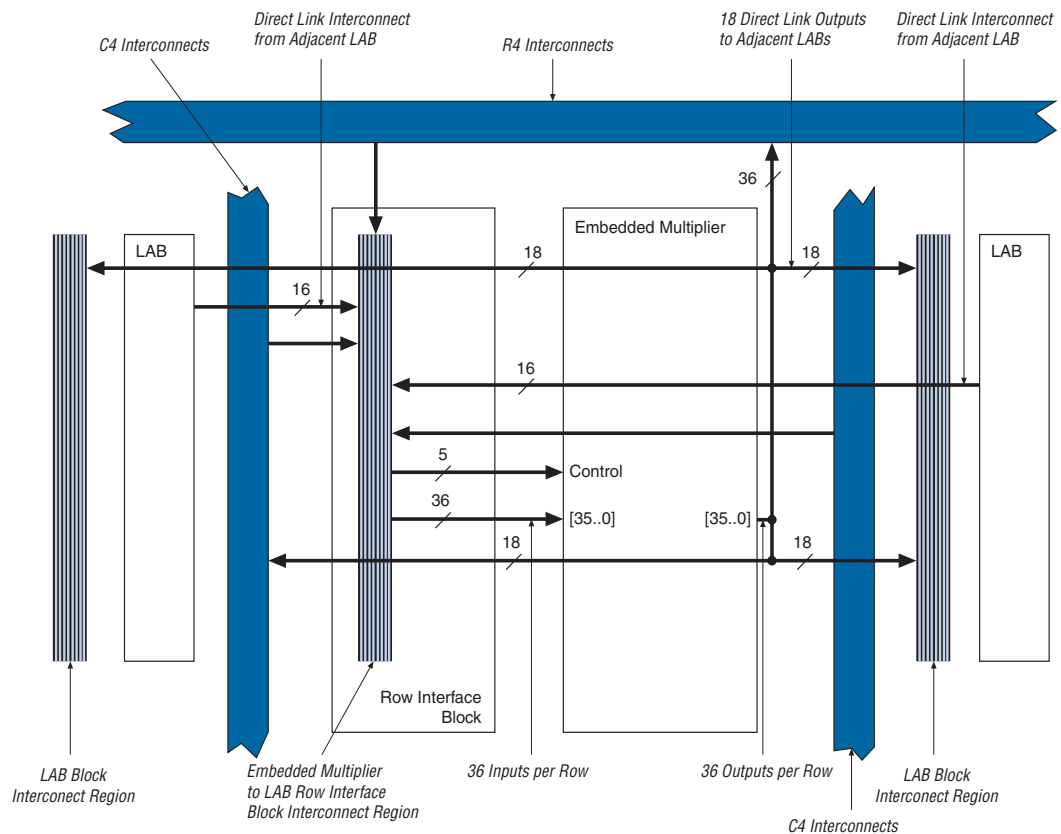 Direct Link Interconnect
from Adjacent LAB
18 Direct Link Outputs
to Adjacent LABs
Direct Link Interconnect
from Adjacent LAB
C4 Interconnects
R4 Interconnects
36
LAB
Embedded Multiplier
LAB
18
18
16
16
5
Control
36
[35..0]
[35..0]
18
18
Row Interface
Block
LAB Block
Interconect Region
Embedded Multiplier
to LAB Row Interface
Block Interconnect Region
36 Inputs per Row
36 Outputs per Row
LAB Block
Interconect Region
C4 Interconnects